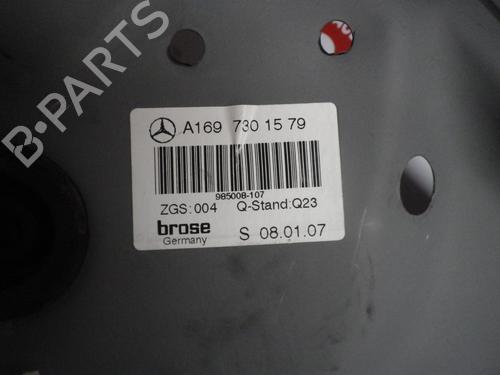 A169 730 15 79
985008-107
ZGS:004 Q-Stand:Q23
brose
Germany
S 08.01.07
B-PARTS